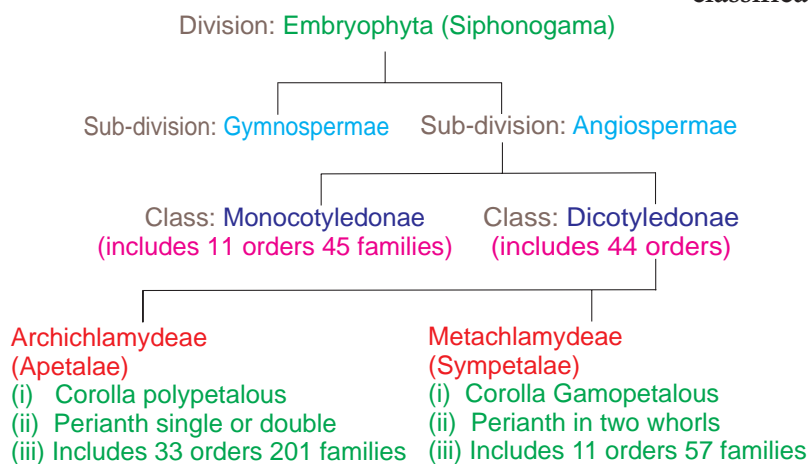 Division: Embryophyta (Siphonogama)
Sub-division: Gymnospermae
Sub-division: Angiospermae
Class: Monocotyledonae
(includes 11 orders 45 families)
Class: Dicotyledonae
(includes 44 orders)
Archichlamydeae
(Apetalae)
(i) Corolla polypetalous
(ii) Perianth single or double
(iii) Includes 33 orders 201 families
Metachlamydeae
(Sympetalae)
(i) Corolla Gamopetalous
(ii) Perianth in two whorls
(iii) Includes 11 orders 57 families